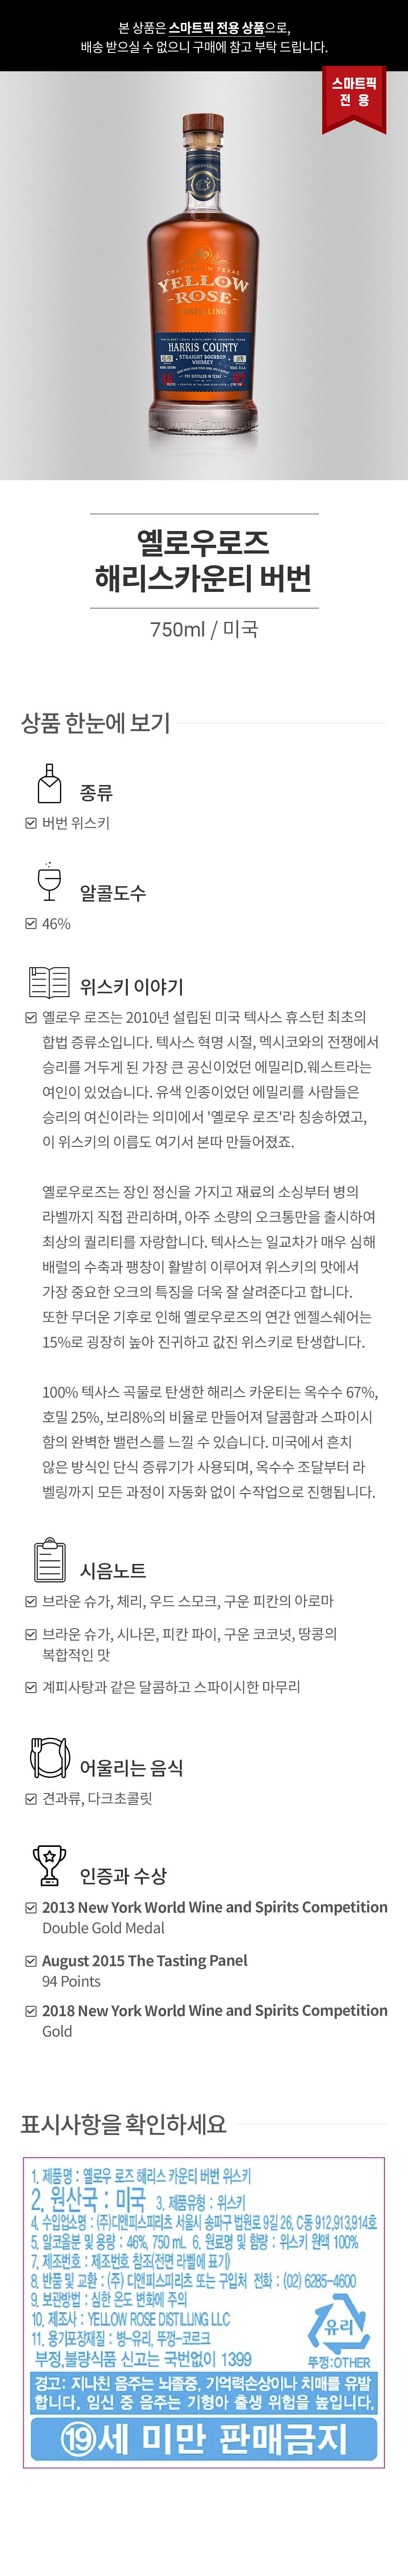 본 상품은 스마트픽 전용 상품으로,
배송 받으실 수 없으니 구매에 참고 부탁 드립니다.
스마트픽
전 용
CRAFTED IN TEXAS
YELLOW
ROSE
DISTILLING
HARRIS COUNTY
STRAIGHT BOURBON
WHISKEY
92
옐로우로즈
해리스카운티 버번
750ml / 미국
상품 한눈에 보기
종류
버번 위스키
알콜도수
46%
위스키 이야기
옐로우 로즈는 2010년 설립된 미국 텍사스 휴스턴 최초의
합법 증류소입니다. 텍사스 혁명 시절, 멕시코와의 전쟁에서
승리를 거두게 된 가장 큰 공신이었던 에밀리D.웨스트라는
여인이 있었습니다. 유색 인종이었던 에밀리를 사람들은
승리의 여신이라는 의미에서 '옐로우 로즈'라 칭송하였고,
이 위스키의 이름도 여기서 본따 만들어졌죠.
옐로우로즈는 장인 정신을 가지고 재료의 소싱부터 병의
라벨까지 직접 관리하며, 아주 소량의 오크통만을 출시하여
최상의 퀄리티를 자랑합니다. 텍사스는 일교차가 매우 심해
배럴의 수축과 팽창이 활발히 이루어져 위스키의 맛에서
가장 중요한 오크의 특징을 더욱 잘 살려준다고 합니다.
또한 무더운 기후로 인해 옐로우로즈의 연간 엔젤스쉐어는
15%로 굉장히 높아 진귀하고 값진 위스키로 탄생합니다.
100% 텍사스 곡물로 탄생한 해리스 카운티는 옥수수 67%,
호밀 25%, 보리8%의 비율로 만들어져 달콤함과 스파이시
함의 완벽한 밸런스를 느낄 수 있습니다. 미국에서 흔치
않은 방식인 단식 증류기가 사용되며, 옥수수 조달부터 라
벨링까지 모든 과정이 자동화 없이 수작업으로 진행됩니다.
시음노트
브라운 슈가, 체리, 우드 스모크, 구운 피칸의 아로마
브라운 슈가, 시나몬, 피칸 파이, 구운 코코넛, 땅콩의
복합적인 맛
계피사탕과 같은 달콤하고 스파이시한 마무리
어울리는 음식
견과류, 다크초콜릿
인증과 수상
2013 New York World Wine and Spirits Competition
Double Gold Medal
August 2015 The Tasting Panel
94 Points
2018 New York World Wine and Spirits Competition
Gold
표시사항을 확인하세요
1. 제품명 : 옐로우 로즈 해리스 카운티 버번 위스키
2. 원산국 : 미국 3. 제품유형 : 위스키
4. 수입업소명 : (주)디앤피스피리츠 서울시 송파구 법원로 9길 26, C동 912,913,914호
5. 알코올분 및 용량 : 46%, 750 mL 6. 원료명 및 함량 : 위스키 원액 100%
7. 제조번호 : 제조번호 참조(전면 라벨에 표기)
8. 반품 및 교환 : (주) 디앤피스피리츠 또는 구입처 전화 : (02) 6285-4600
9. 보관방법 : 심한 온도 변화에 주의
10. 제조사 : YELLOW ROSE DISTILLING LLC
11. 용기포장재질 : 병-유리, 뚜껑-코르크
부정,불량식품 신고는 국번없이 1399
유리
뚜껑:OTHER
경고: 지나친 음주는 뇌졸중, 기억력손상이나 치매를 유발
합니다. 임신 중 음주는 기형아 출생 위험을 높입니다.
⑲세 미만 판매금지